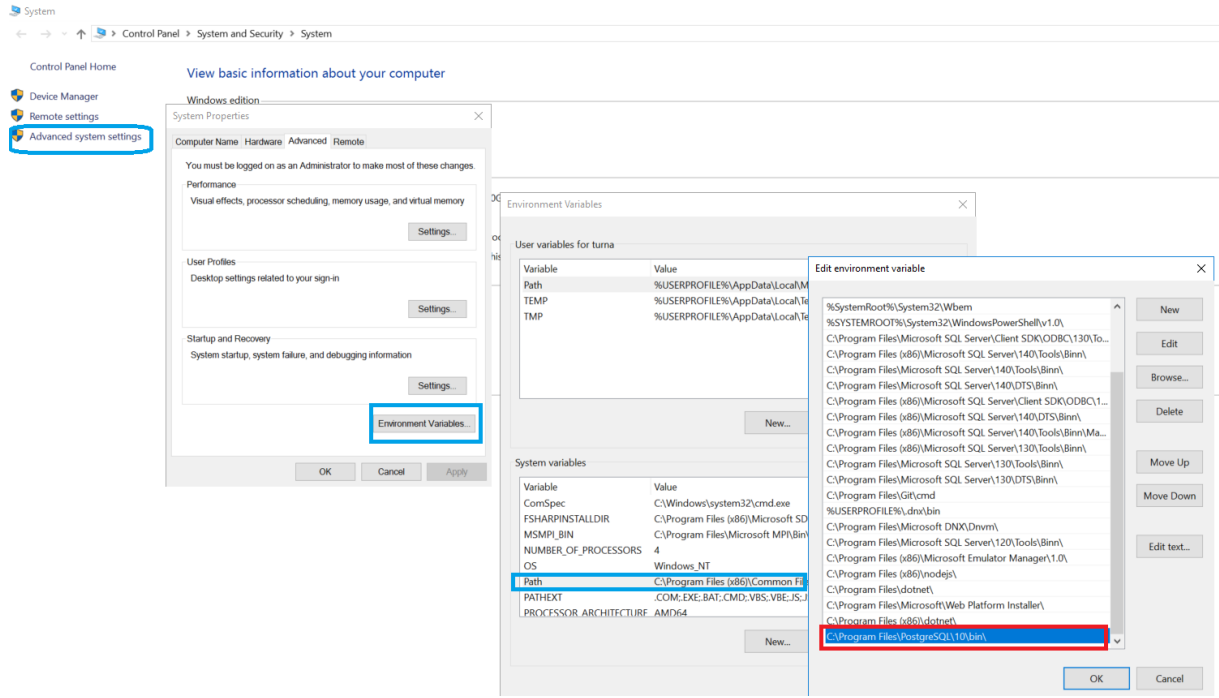 System
Control Panel > System and Security > System
Control Panel Home
Device Manager
Remote settings
Advanced system settings
View basic information about your computer
Windows edition
System Properties
Computer Name Hardware Advanced Remote
You must be logged on as an Administrator to make most of these changes.
Performance
Visual effects, processor scheduling, memory usage, and virtual memory
Settings...
User Profiles
Desktop settings related to your sign-in
Settings...
Startup and Recovery
System startup, system failure, and debugging information
Settings...
Environment Variables...
OK Cancel Apply
Environment Variables
User variables for turna
Variable Value
Path %USERPROFILE%\AppData\Local\M
TEMP %USERPROFILE%\AppData\Local\Te
TMP %USERPROFILE%\AppData\Local\Te
New...
System variables
Variable Value
ComSpec C:\Windows\system32\cmd.exe
FSHARPINSTALLDIR C:\Program Files (x86)\Microsoft SD
MSMPI_BIN C:\Program Files\Microsoft MPI\Bin\
NUMBER_OF_PROCESSORS 4
OS Windows_NT
Path C:\Program Files (x86)\Common File
PATHEXT .COM;.EXE;.BAT;.CMD;.VBS;.VBE;.JS;.J
PROCESSOR_ARCHITECTURE AMD64
New...
Edit environment variable
%SystemRoot%\System32\Wbem
%SYSTEMROOT%\System32\WindowsPowerShell\v1.0\
C:\Program Files\Microsoft SQL Server\Client SDK\ODBC\130\To...
C:\Program Files (x86)\Microsoft SQL Server\140\Tools\Binn\
C:\Program Files\Microsoft SQL Server\140\Tools\Binn\
C:\Program Files\Microsoft SQL Server\140\DTS\Binn\
C:\Program Files (x86)\Microsoft SQL Server\Client SDK\ODBC\1...
C:\Program Files (x86)\Microsoft SQL Server\140\DTS\Binn\
C:\Program Files (x86)\Microsoft SQL Server\140\Tools\Binn\Ma...
C:\Program Files (x86)\Microsoft SQL Server\130\Tools\Binn\
C:\Program Files\Microsoft SQL Server\130\Tools\Binn\
C:\Program Files\Microsoft SQL Server\130\DTS\Binn\
C:\Program Files\Git\cmd
%USERPROFILE%\.dnx\bin
C:\Program Files\Microsoft DNX\Dnvm\
C:\Program Files\Microsoft SQL Server\120\Tools\Binn\
C:\Program Files (x86)\Microsoft Emulator Manager\1.0\
C:\Program Files (x86)\nodejs\
C:\Program Files\dotnet\
C:\Program Files\Microsoft\Web Platform Installer\
C:\Program Files (x86)\dotnet\
C:\Program Files\PostgreSQL\10\bin\
New
Edit
Browse...
Delete
Move Up
Move Down
Edit text...
OK Cancel